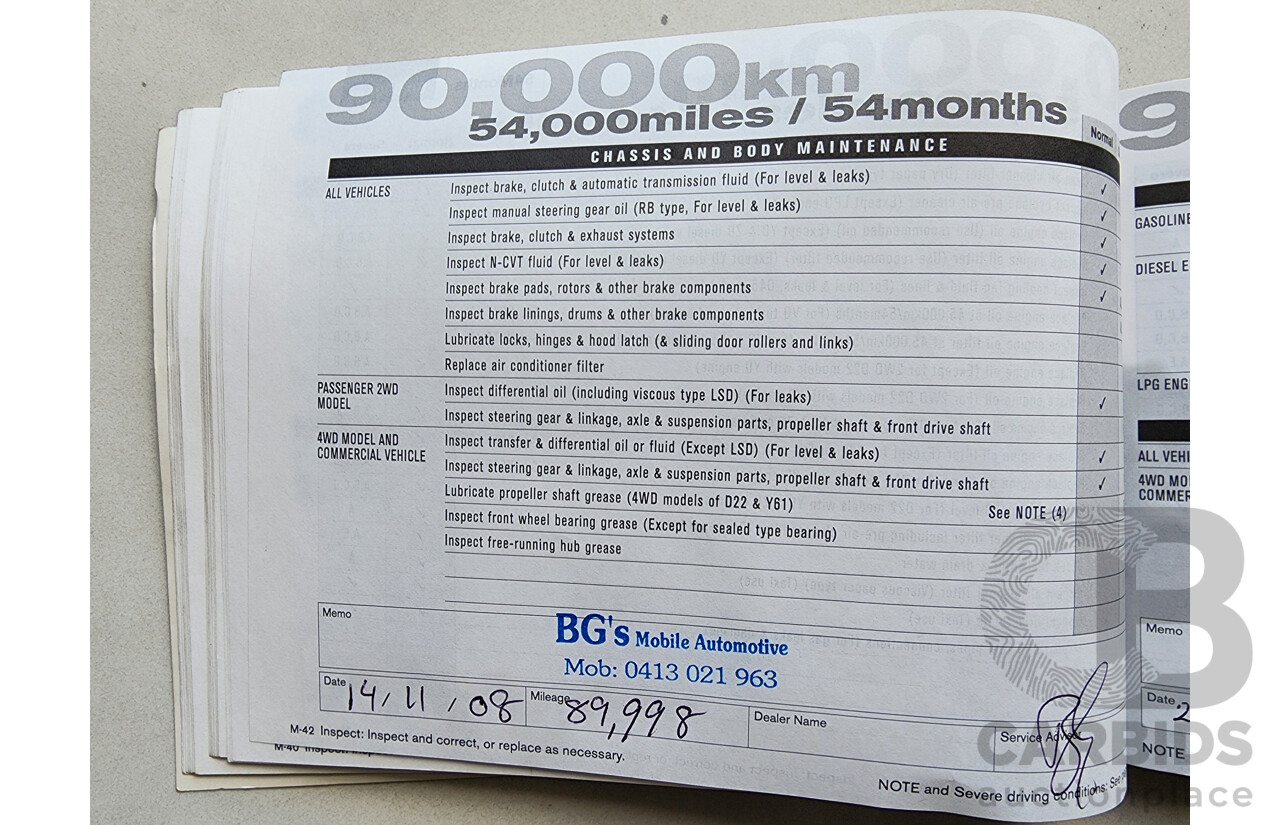 90,000km
54,000miles / 54months
Normal
CHASSIS AND BODY MAINTENANCE
ALL VEHICLES
Inspect brake, clutch & automatic transmission fluid (For level & leaks) ✓
Inspect manual steering gear oil (RB type, For level & leaks) ✓
Inspect brake, clutch & exhaust systems ✓
Inspect N-CVT fluid (For level & leaks) ✓
Inspect brake pads, rotors & other brake components ✓
Inspect brake linings, drums & other brake components
Lubricate locks, hinges & hood latch (& sliding door rollers and links)
Replace air conditioner filter
PASSENGER 2WD
MODEL
Inspect differential oil (including viscous type LSD) (For leaks) ✓
Inspect steering gear & linkage, axle & suspension parts, propeller shaft & front drive shaft
4WD MODEL AND
COMMERCIAL VEHICLE
Inspect transfer & differential oil or fluid (Except LSD) (For level & leaks) ✓
Inspect steering gear & linkage, axle & suspension parts, propeller shaft & front drive shaft ✓
Lubricate propeller shaft grease (4WD models of D22 & Y61) See NOTE (4)
Inspect front wheel bearing grease (Except for sealed type bearing)
Inspect free-running hub grease
Memo
BG's Mobile Automotive
Mob: 0413 021 963
Date 14/11/08
Mileage 89,998
Dealer Name
Service Advisor
M-42 Inspect: Inspect and correct, or replace as necessary.
M-40
NOTE and Severe driving conditions: See
9
GASOLINE
DIESEL E
LPG ENG
ALL VEHI
4WD MO
COMMER
Memo
Date 2
NOTE
CARBIDS
auctionplace